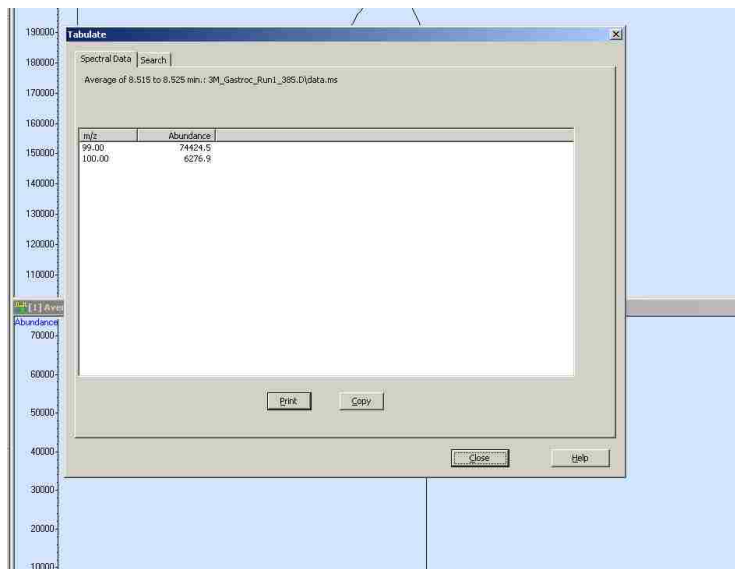 190000
Tabulate
180000
Spectral Data Search
Average of 8.515 to 8.525 min.: 3M_Gastroc_Run1_385.D\data.ms
170000
160000
m/z Abundance
99.00 74424.5
150000
100.00 6276.9
140000
130000
120000
110000
[1] Aver
Abundance
70000
60000
Print Copy
50000
40000
Close Help
30000
20000
10000